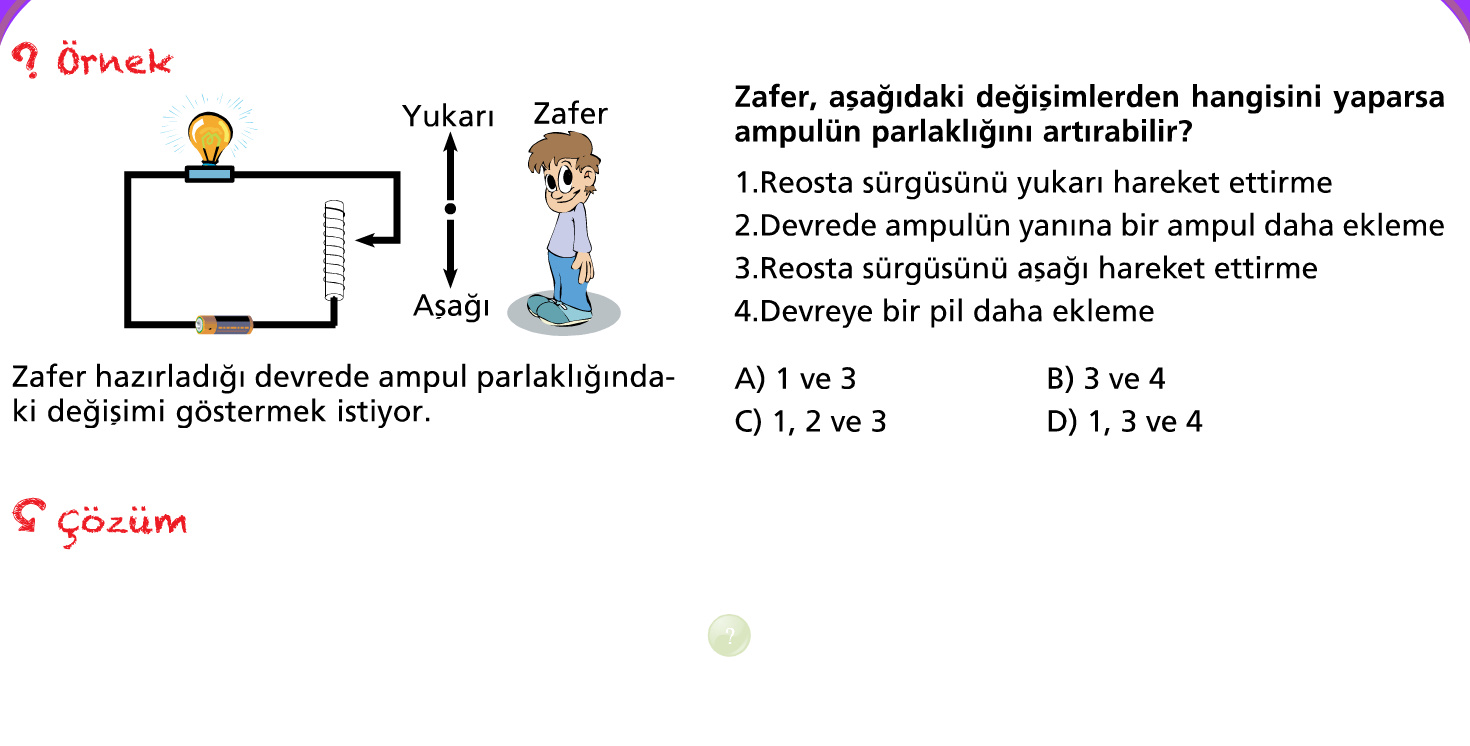 ? Örnek
Yukarı
Zafer
Aşağı
Zafer hazırladığı devrede ampul parlaklığında-
ki değişimi göstermek istiyor.
Zafer, aşağıdaki değişimlerden hangisini yaparsa
ampulün parlaklığını artırabilir?
1.Reosta sürgüsünü yukarı hareket ettirme
2.Devrede ampulün yanına bir ampul daha ekleme
3.Reosta sürgüsünü aşağı hareket ettirme
4.Devreye bir pil daha ekleme
A) 1 ve 3
B) 3 ve 4
C) 1, 2 ve 3
D) 1, 3 ve 4
Çözüm
?